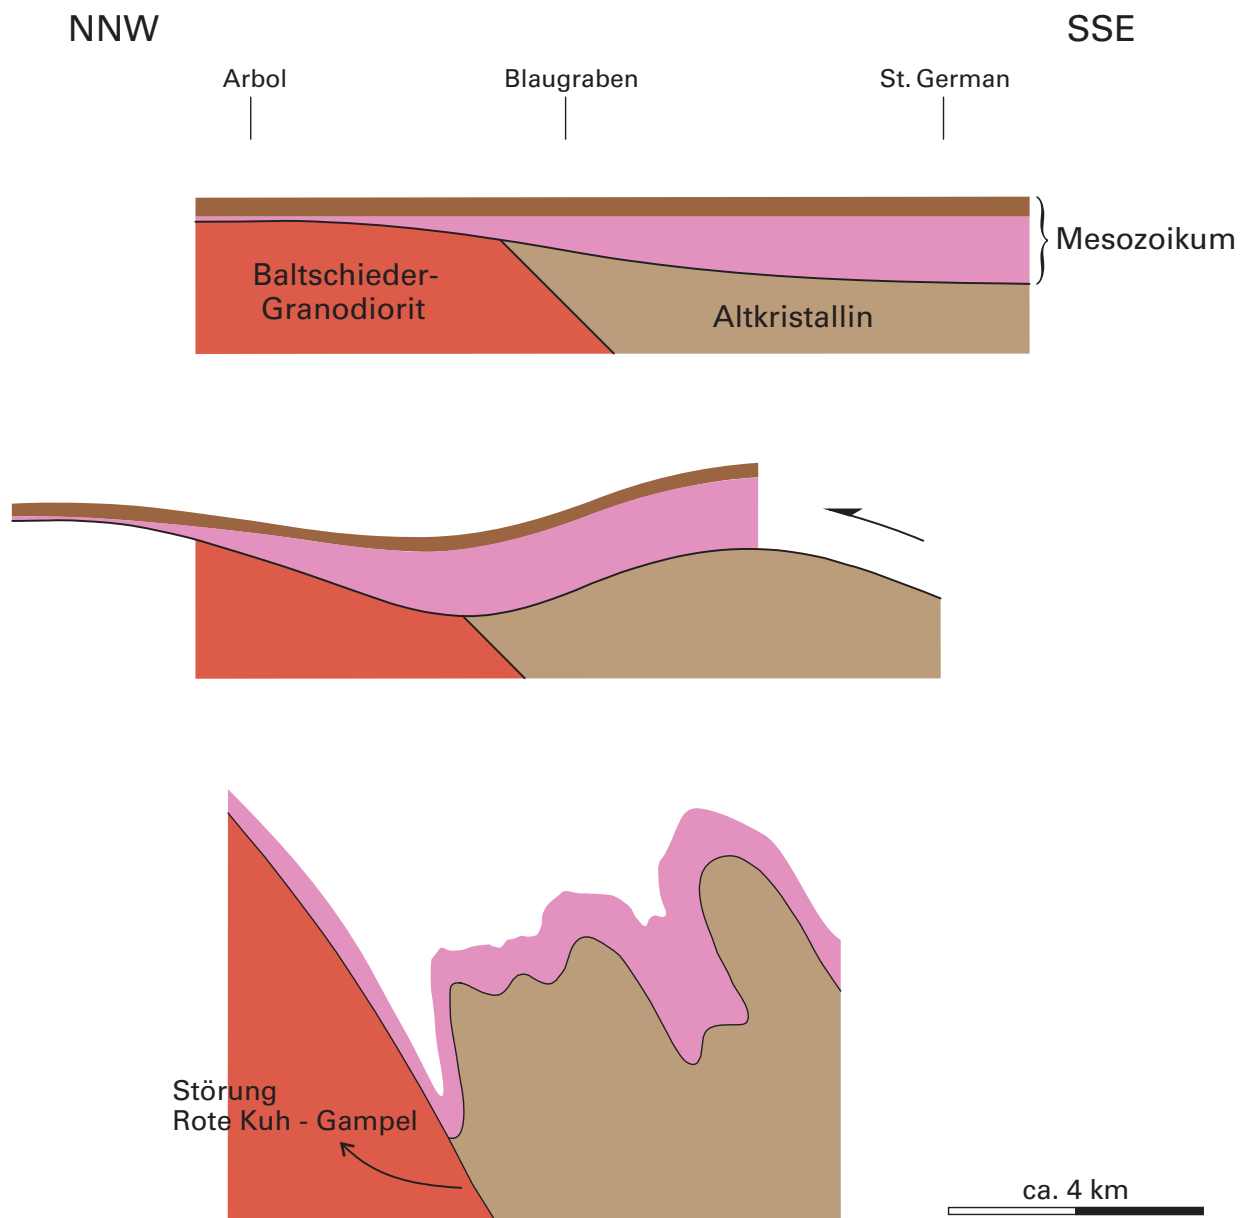 NNW
SSE
Arbol
Blaugraben
St. German
Mesozoikum
Baltschieder-
Granodiorit
Altkristallin
Störung
Rote Kuh - Gampel
ca. 4 km